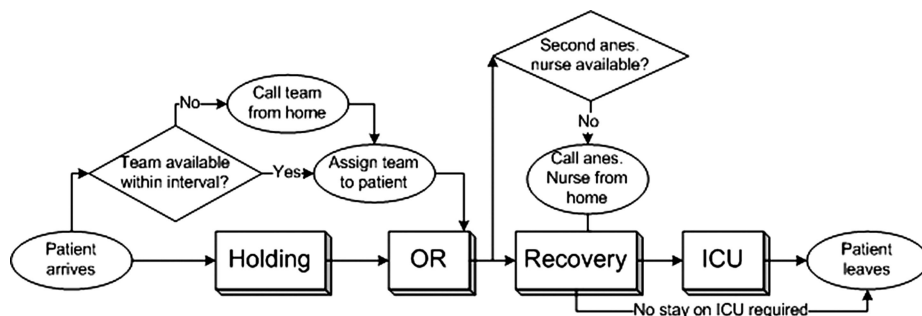 Second anes.
nurse available?
No
Call team
from home
No
Team available
within interval?
Yes
Assign team
to patient
Call anes.
Nurse from
home
Patient
arrives
Holding
OR
Recovery
ICU
Patient
leaves
No stay on ICU required